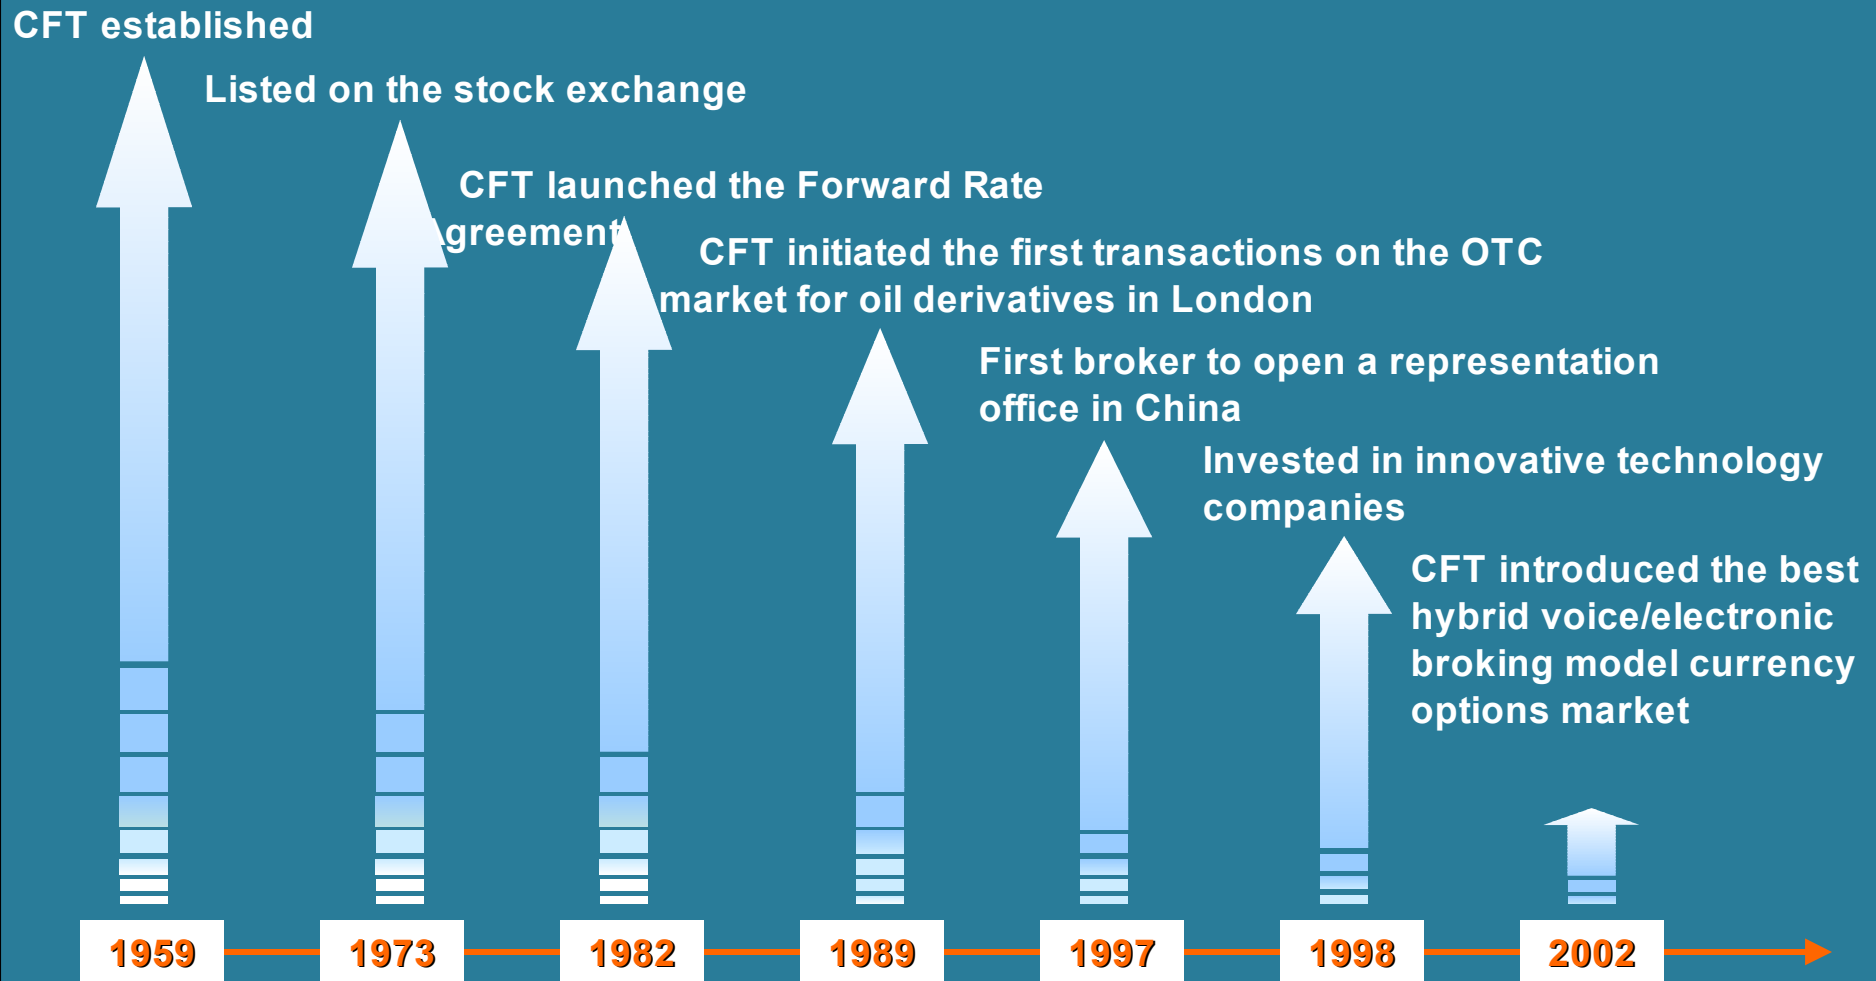 CFT established
Listed on the stock exchange
CFT launched the Forward Rate
Agreement
CFT initiated the first transactions on the OTC
market for oil derivatives in London
First broker to open a representation
office in China
Invested in innovative technology
companies
CFT introduced the best
hybrid voice/electronic
broking model currency
options market
1959 1973 1982 1989 1997 1998 2002